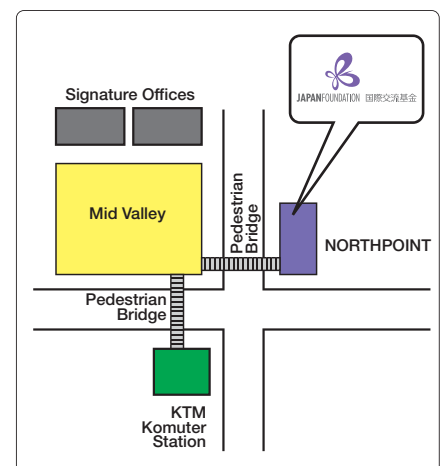 Signature Offices
JAPANFOUNDATION 国際交流基金
Mid Valley
Pedestrian
Bridge
NORTHPOINT
Pedestrian
Bridge
KTM
Komuter
Station